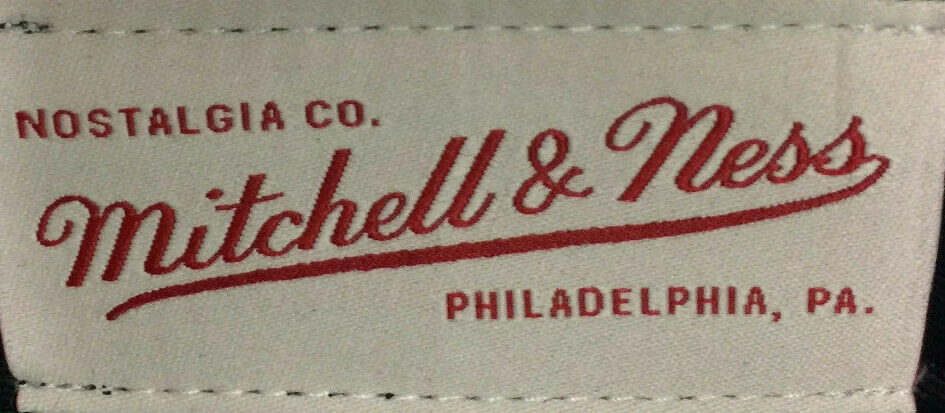 NOSTALGIA CO.
Mitchell & Ness
PHILADELPHIA, PA.